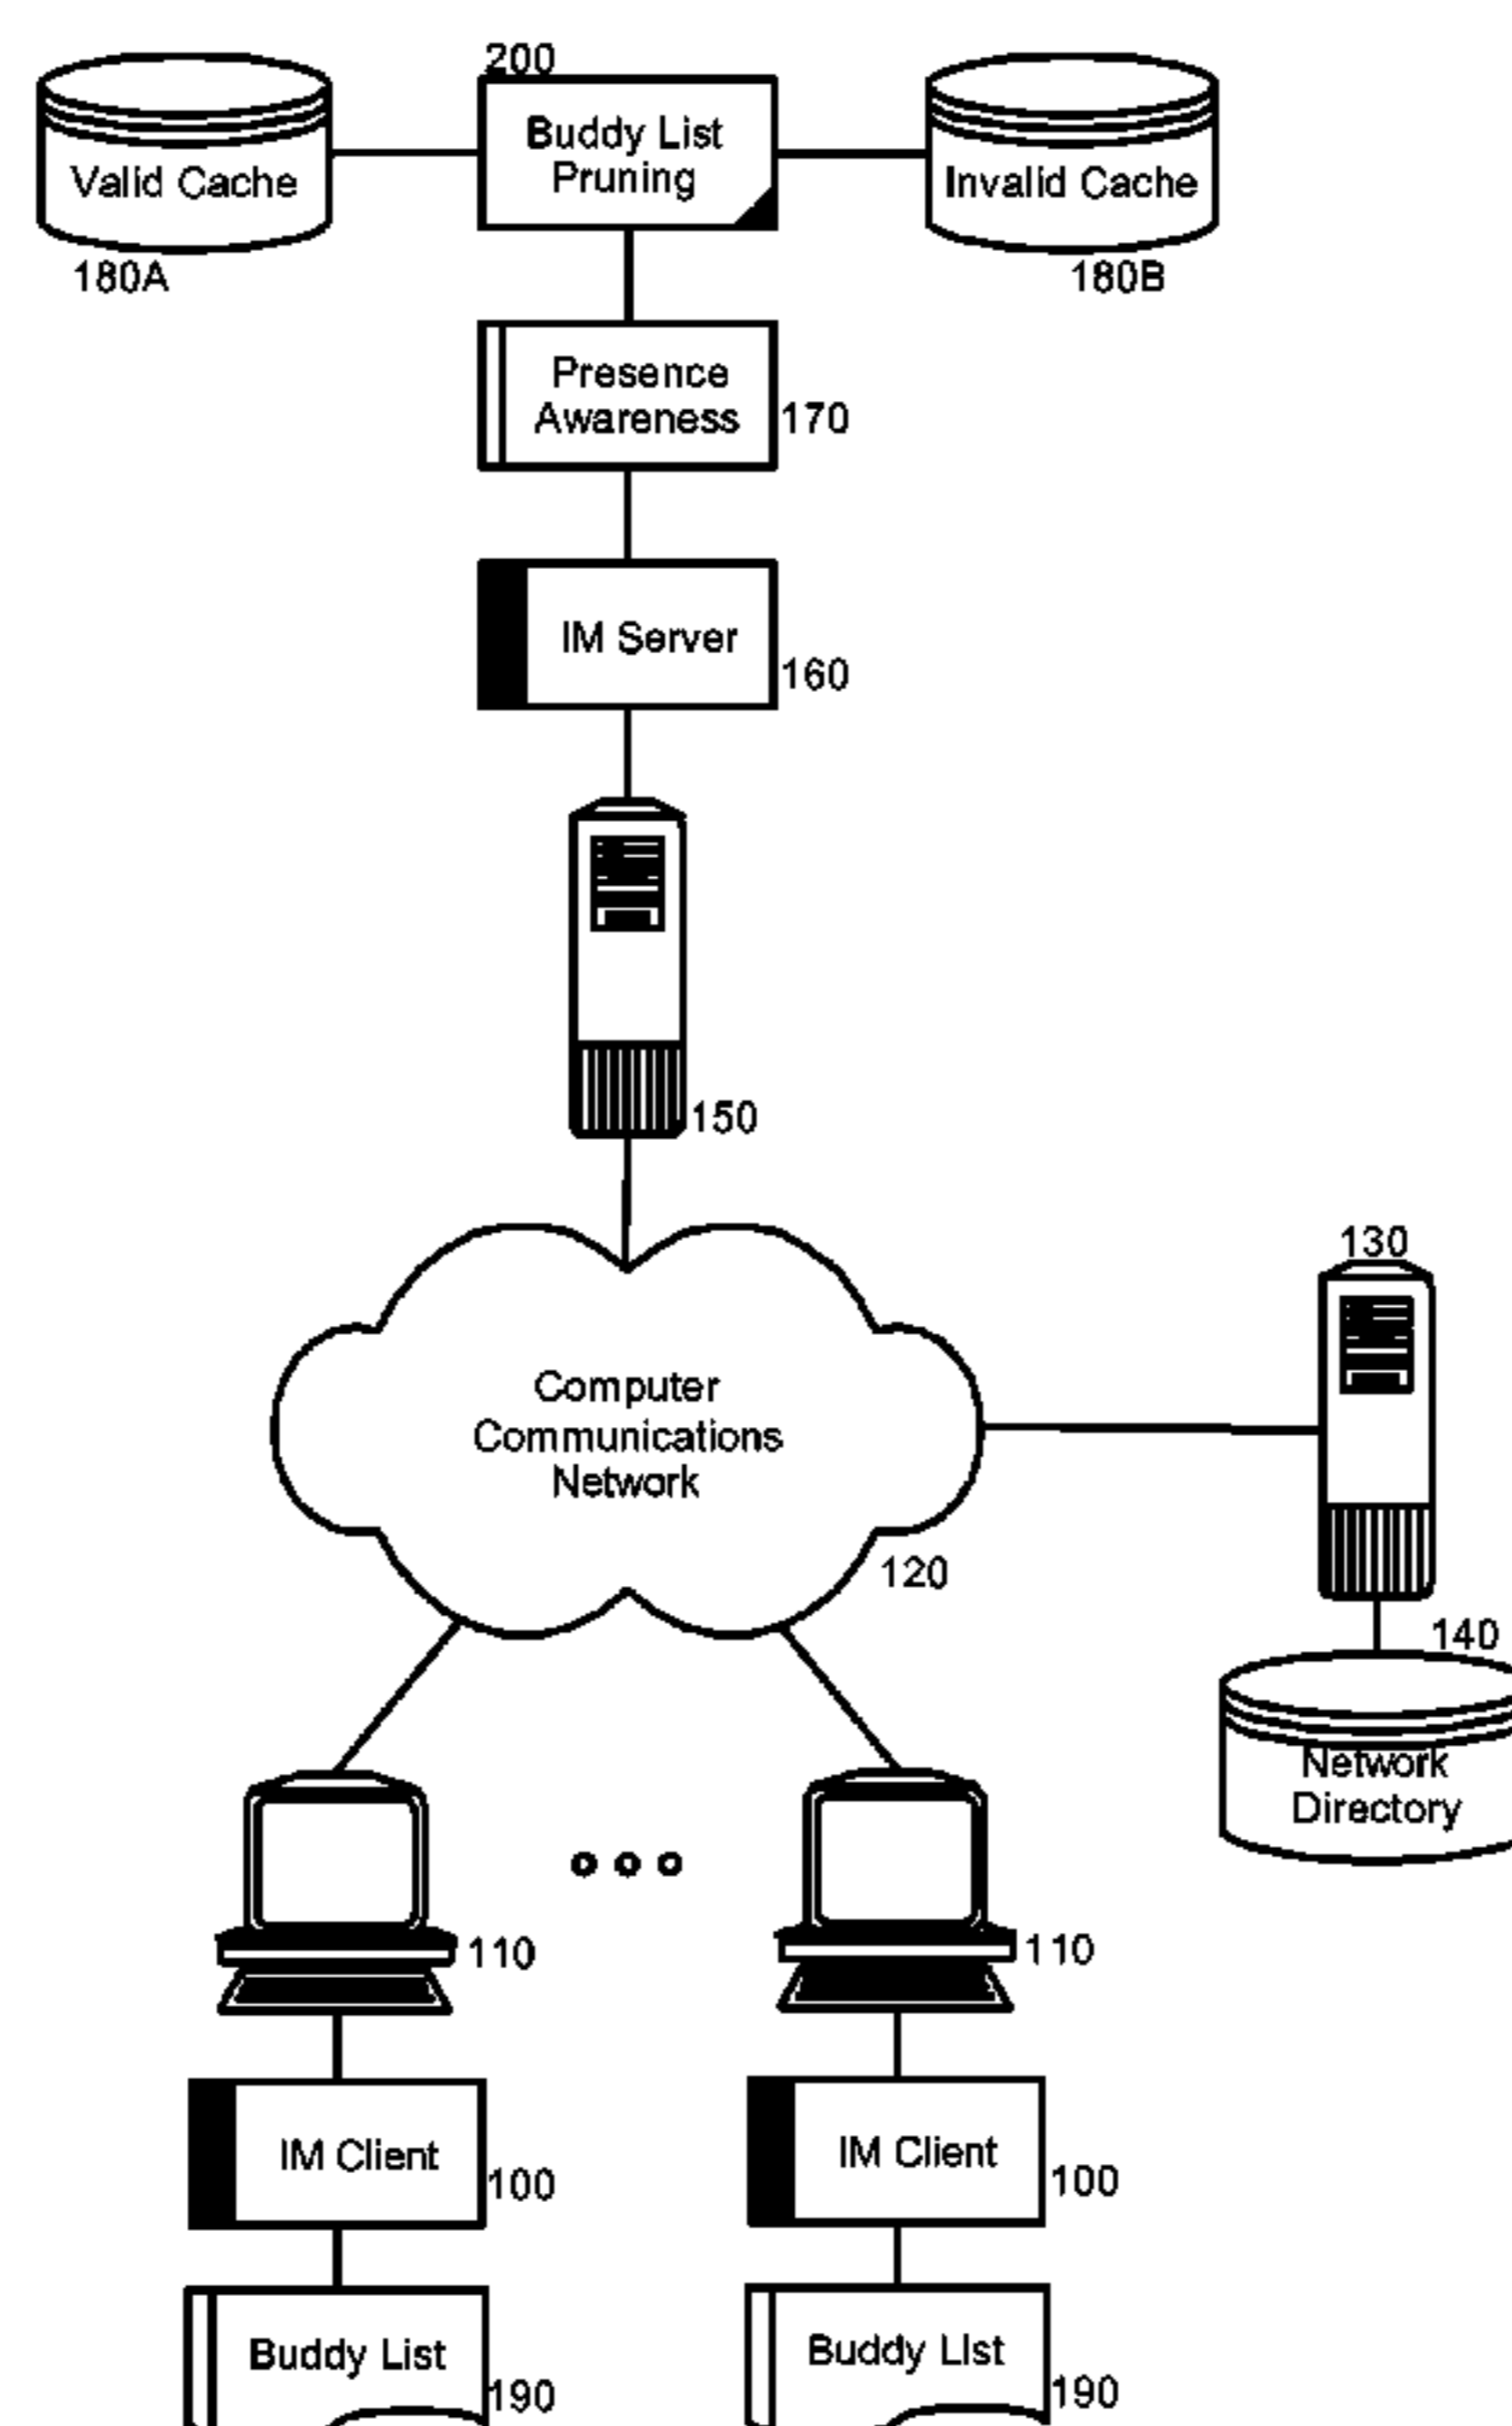 200
Buddy List
Pruning
Valid Cache
Invalid Cache
180A
180B
Presence
Awareness
170
IM Server
160
150
130
Computer
Communications
Network
120
140
Network
Directory
110
110
IM Client
100
IM Client
100
Buddy List
190
Buddy LIst
190